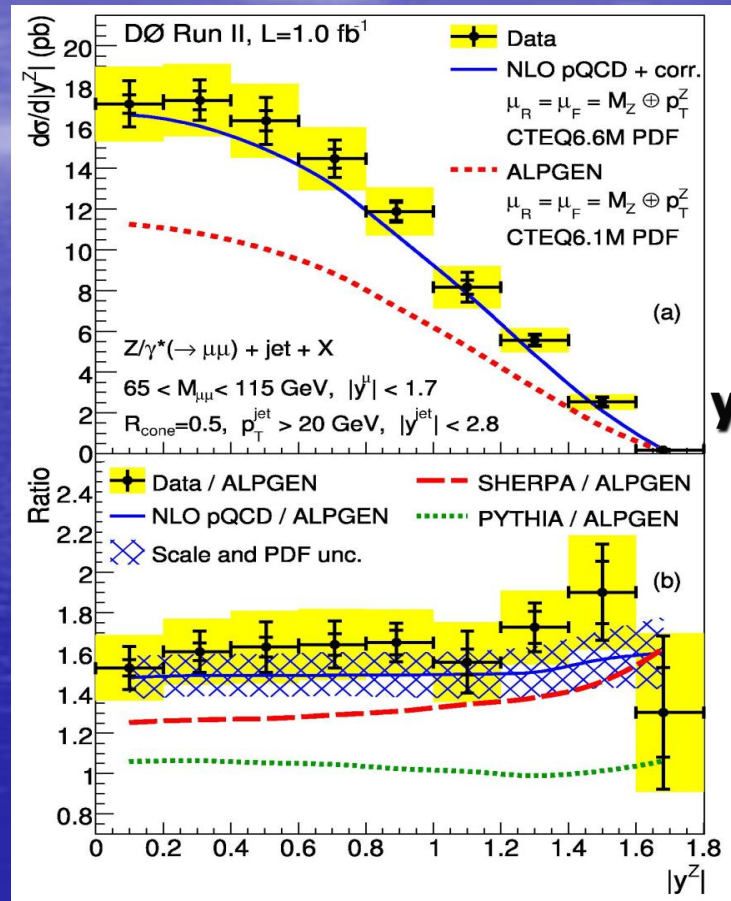 DØ Run II, L=1.0 fb⁻¹
Data
NLO pQCD + corr.
μ_R = μ_F = M_Z ⊕ p_T^Z
CTEQ6.6M PDF
ALPGEN
μ_R = μ_F = M_Z ⊕ p_T^Z
CTEQ6.1M PDF
(a)
Z/γ*(→ μμ) + jet + X
65 < M_μμ < 115 GeV, |y^μ| < 1.7
R_cone=0.5, p_T^jet > 20 GeV, |y^jet| < 2.8
dσ/d|y^Z| (pb)
20
18
16
14
12
10
8
6
4
2
0
y
Data / ALPGEN
SHERPA / ALPGEN
NLO pQCD / ALPGEN
PYTHIA / ALPGEN
Scale and PDF unc.
(b)
Ratio
2.4
2.2
2
1.8
1.6
1.4
1.2
1
0.8
0 0.2 0.4 0.6 0.8 1 1.2 1.4 1.6 1.8
|y^Z|